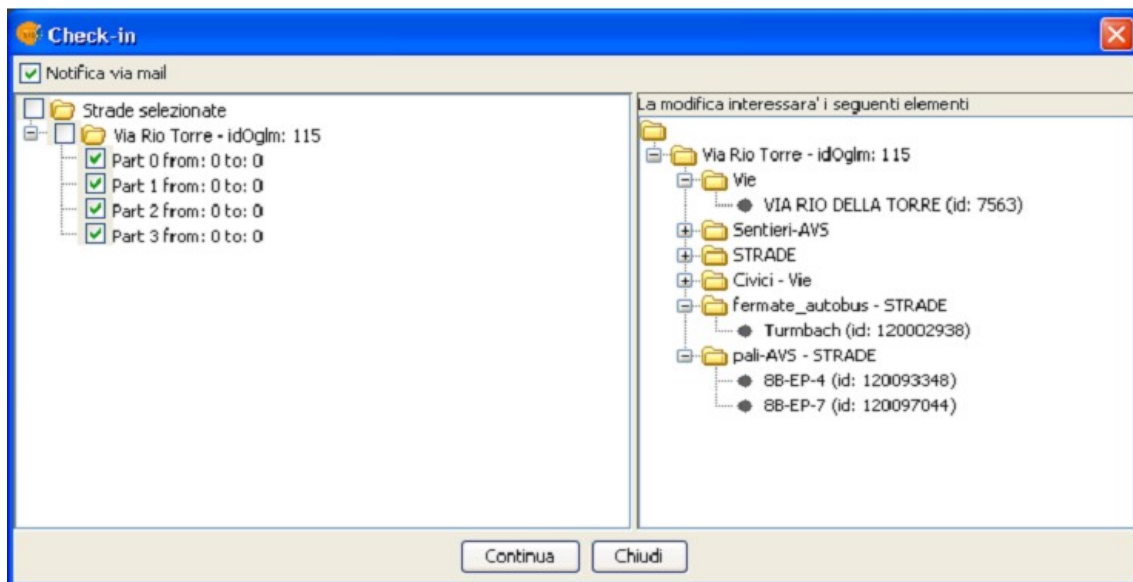 Check-in
Notifica via mail
Strade selezionate
Via Rio Torre - idOglm: 115
Part 0 from: 0 to: 0
Part 1 from: 0 to: 0
Part 2 from: 0 to: 0
Part 3 from: 0 to: 0
La modifica interessara' i seguenti elementi
Via Rio Torre - idOglm: 115
Vie
VIA RIO DELLA TORRE (id: 7563)
Sentieri-AVS
STRADE
Civici - Vie
fermate_autobus - STRADE
Turmbach (id: 120002938)
pali-AVS - STRADE
8B-EP-4 (id: 120093348)
8B-EP-7 (id: 120097044)
Continua
Chiudi